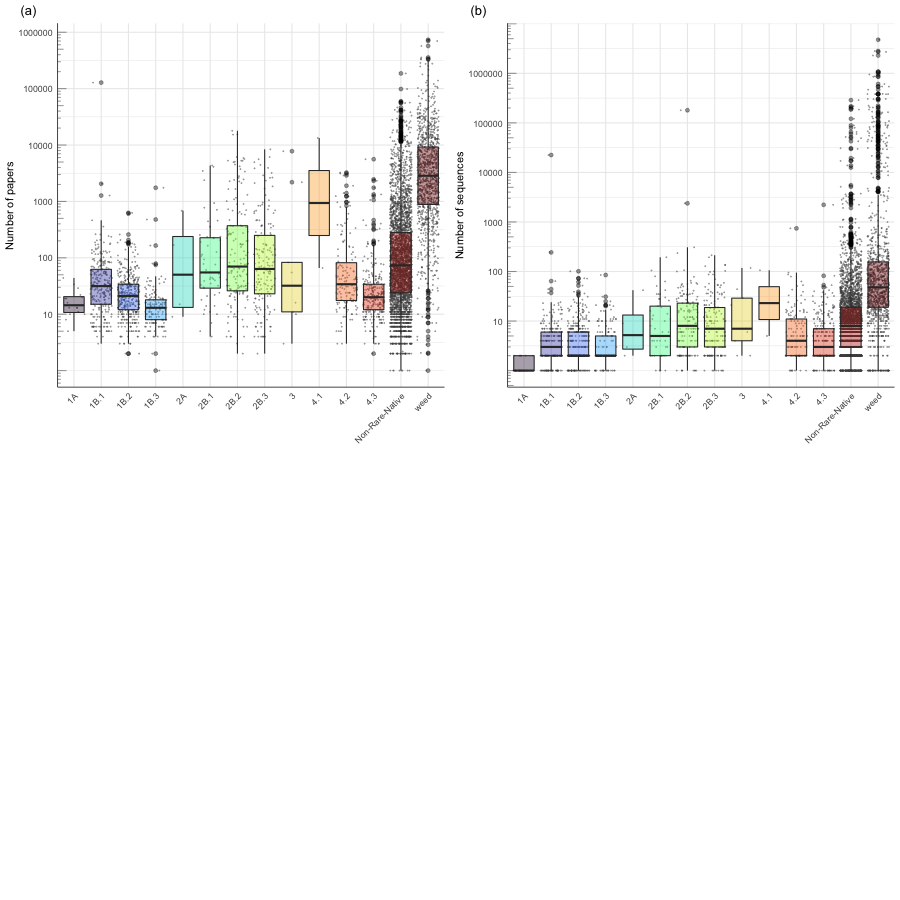 (a)
Number of papers
1000000
100000
10000
1000
100
10
1A
1B.1
1B.2
1B.3
2A
2B.1
2B.2
2B.3
3
4.1
4.2
4.3
Non-Rare-Native
weed
(b)
Number of sequences
1000000
100000
10000
1000
100
10
1A
1B.1
1B.2
1B.3
2A
2B.1
2B.2
2B.3
3
4.1
4.2
4.3
Non-Rare-Native
weed